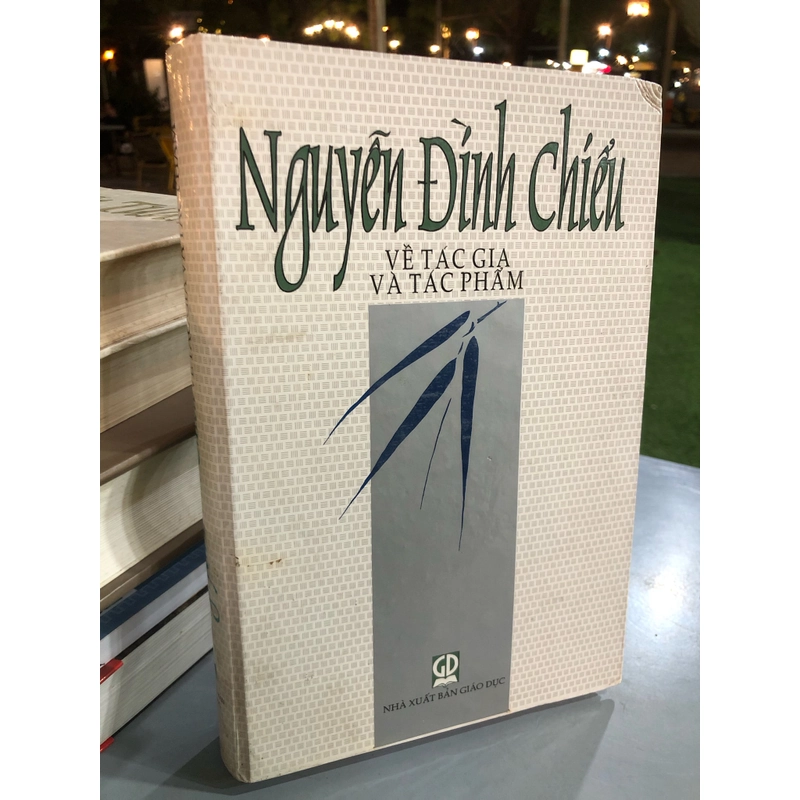 Nguyễn Đình Chiểu
VỀ TÁC GIA
VÀ TÁC PHẨM
GD
NHÀ XUẤT BẢN GIÁO DỤC